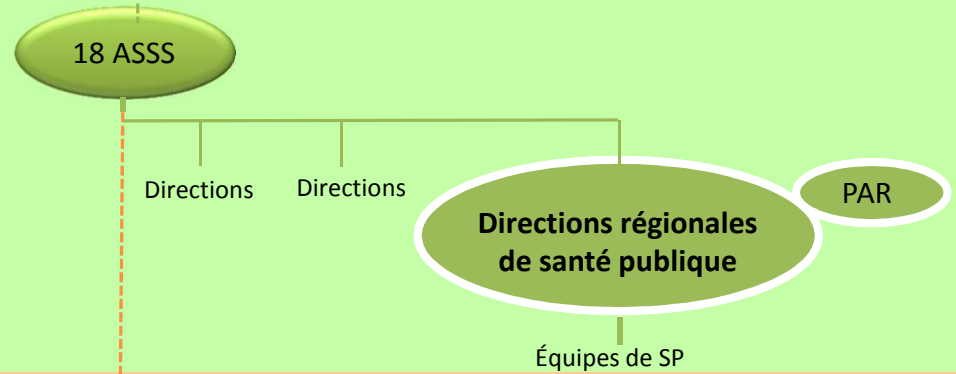 18 ASSS
Directions
Directions
Directions régionales
de santé publique
PAR
Équipes de SP